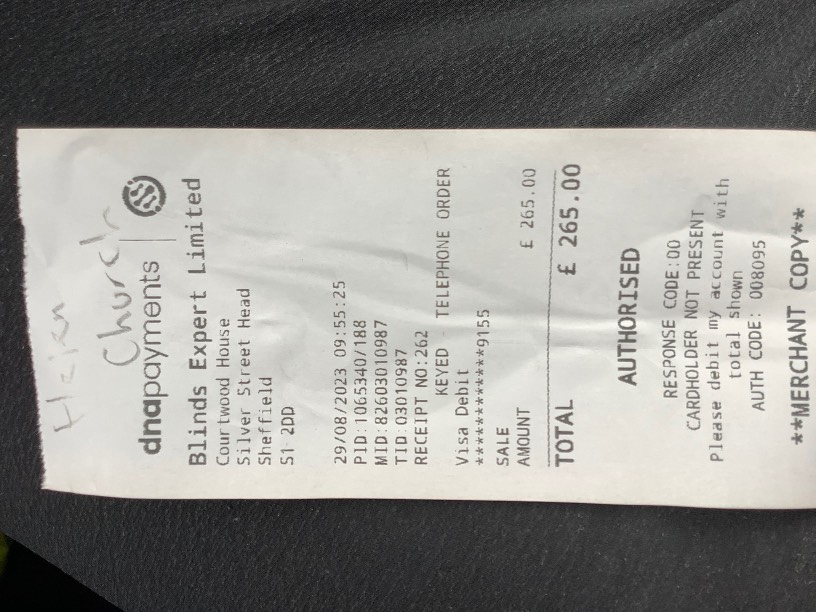 Church
dnapayments
Blinds Expert Limited
Courtwood House
Silver Street Head
Sheffield
S1 2DD
29/08/2023 09:55:25
PID:1065340/188
MID:82603010987
TID:03010987
RECEIPT NO:262
KEYED TELEPHONE ORDER
Visa Debit
************9155
SALE
AMOUNT £ 265.00
TOTAL £ 265.00
AUTHORISED
RESPONSE CODE:00
CARDHOLDER NOT PRESENT
Please debit my account with
total shown
AUTH CODE: 008095
**MERCHANT COPY**